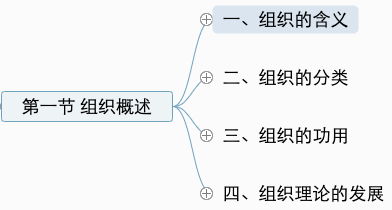 一、组织的含义
二、组织的分类
第一节 组织概述
三、组织的功用
四、组织理论的发展